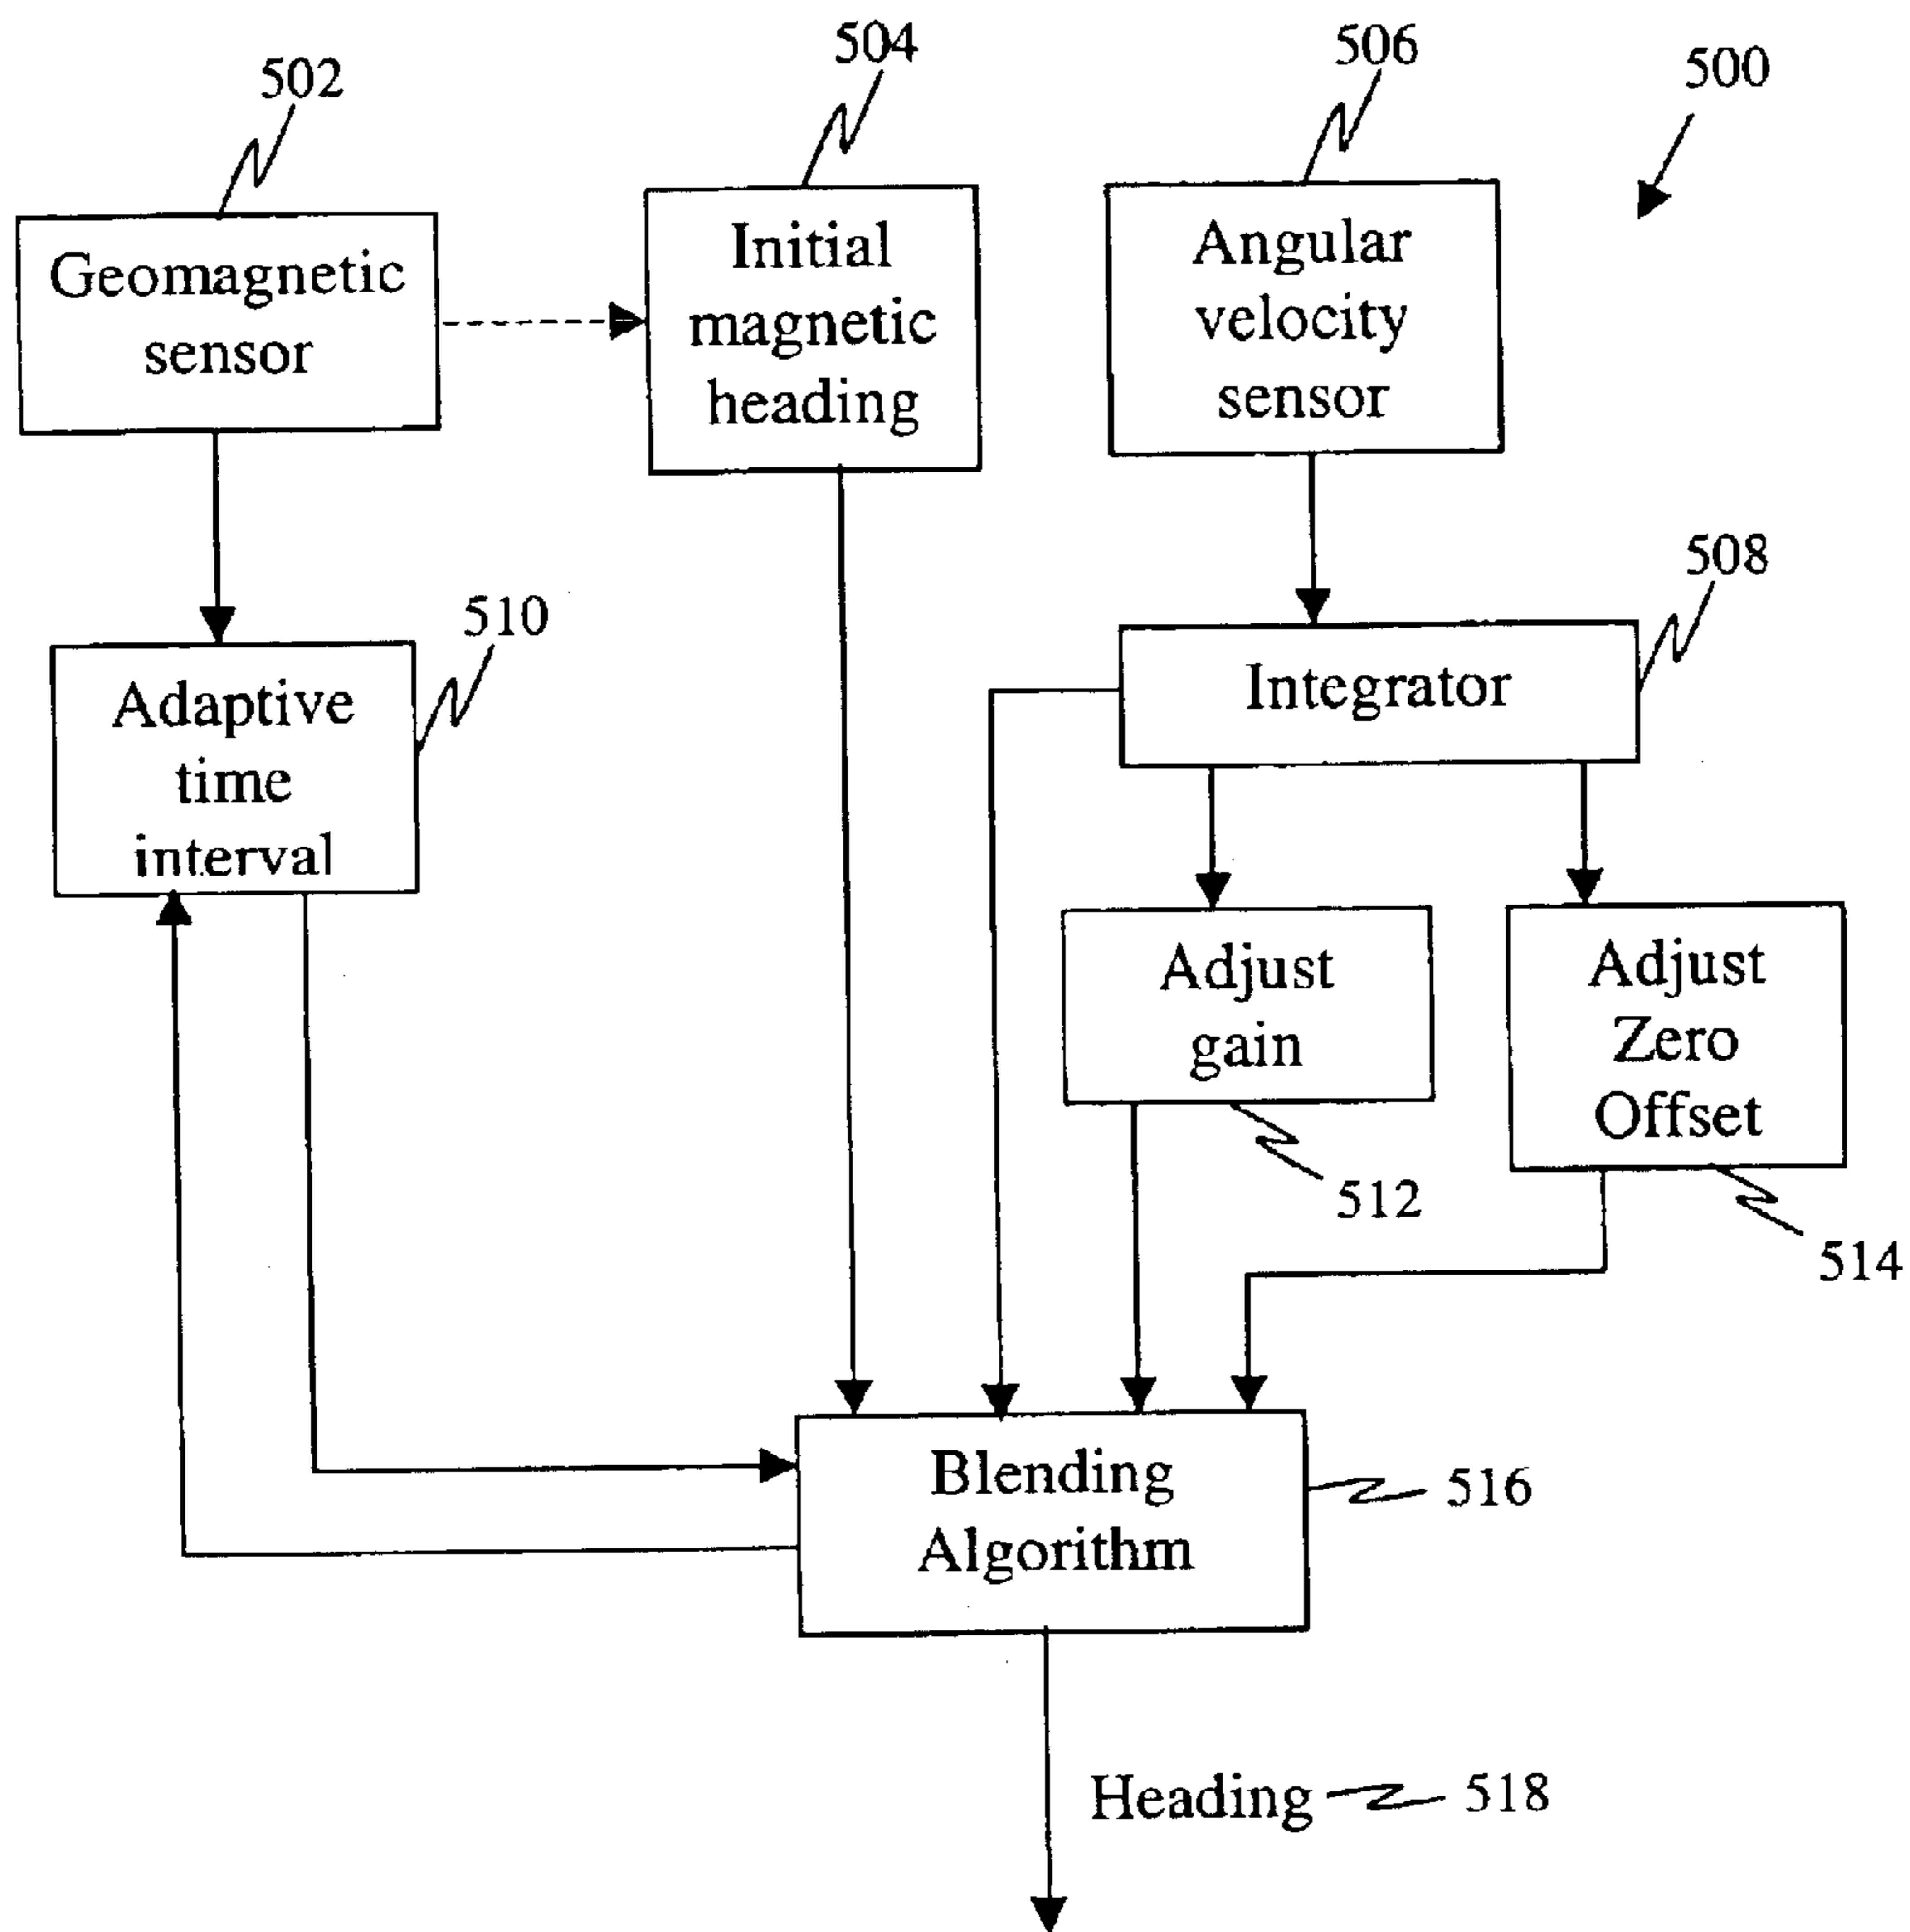 504
506
500
502
Initial
magnetic
heading
Angular
velocity
sensor
Geomagnetic
sensor
508
510
Integrator
Adaptive
time
interval
Adjust
gain
Adjust
Zero
Offset
512
514
Blending
Algorithm
516
Heading
518